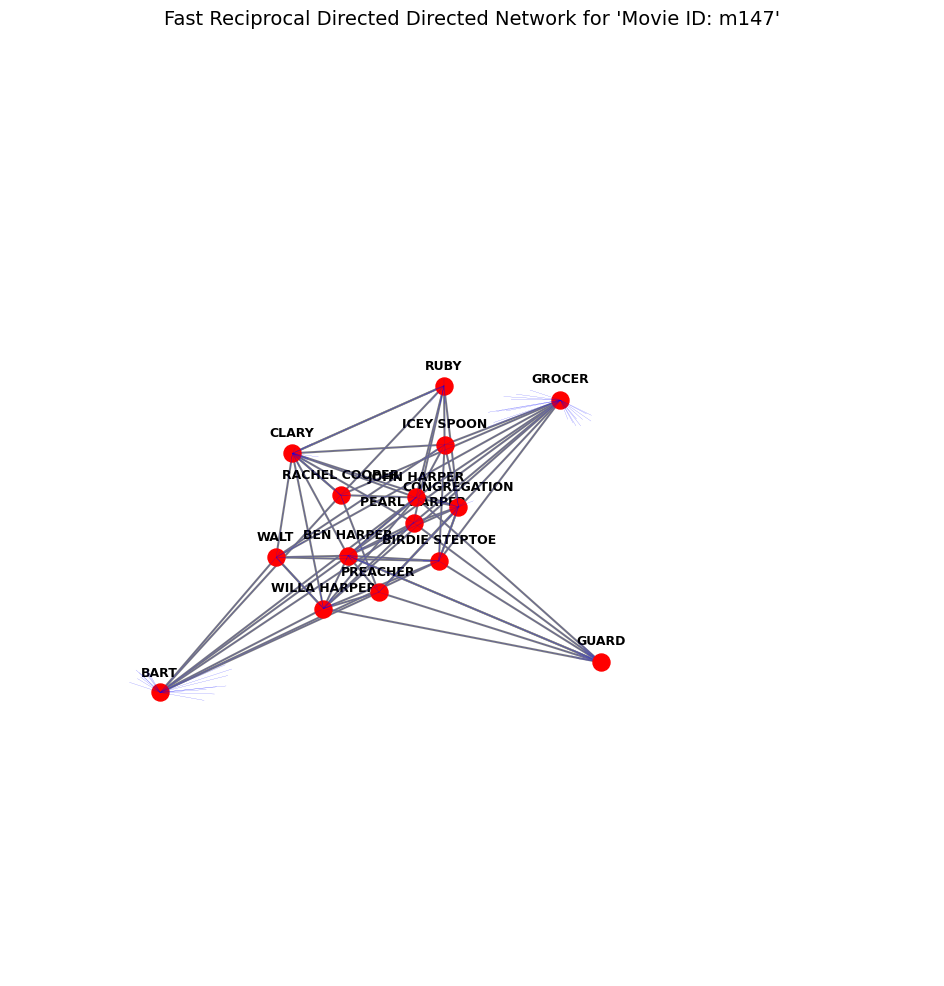 Fast Reciprocal Directed Directed Network for 'Movie ID: m147'
RUBY
GROCER
ICEY SPOON
CLARY
RACHEL COOPER
JOHN HARPER
CONGREGATION
PEARL HARPER
WALT
BEN HARPER
BIRDIE STEPTOE
PREACHER
WILLA HARPER
GUARD
BART